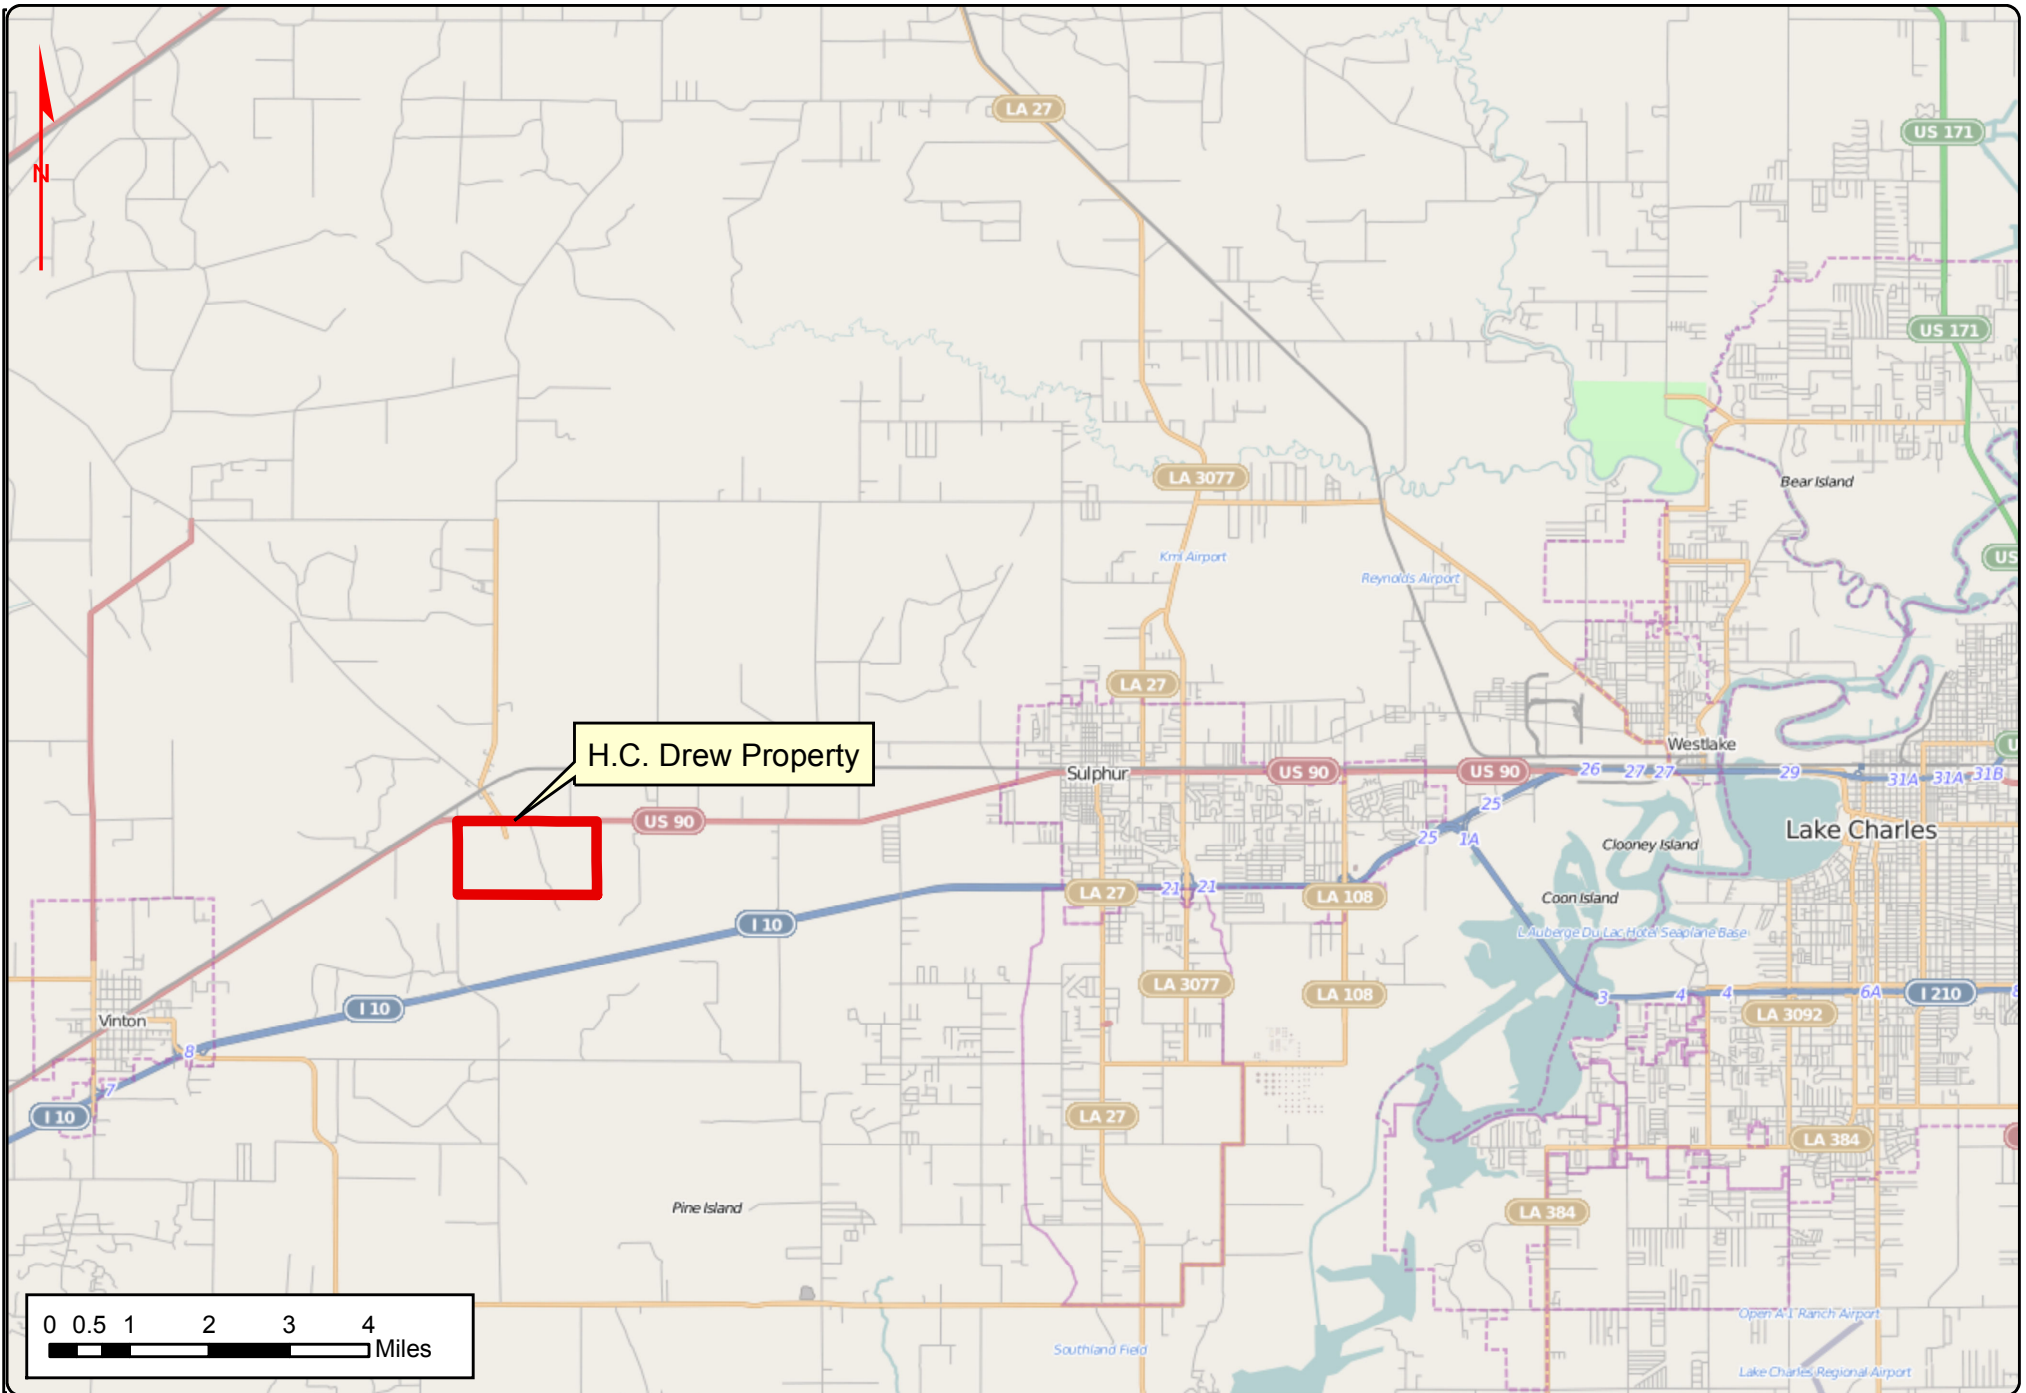 LA 27
US 171
N
US 171
LA 3077
Bear Island
Kml Airport
US
Reynolds Airport
LA 27
H.C. Drew Property
Westlake
U
Sulphur
US 90
US 90
26
27
27
29
31A
31A
31B
25
US 90
25
1A
Lake Charles
Clooney Island
21
21
LA 27
LA 108
Coon Island
I 10
L'Auberge Du Lac Hotel Seaplane Base
LA 3077
LA 108
3
4
4
6A
I 210
8
I 10
LA 3092
Vinton
8
7
I 10
LA 27
LA 384
Pine Island
LA 384
0 0.5 1 2 3 4
Miles
Open A 1 Ranch Airport
Southland Field
Lake Charles Regional Airport